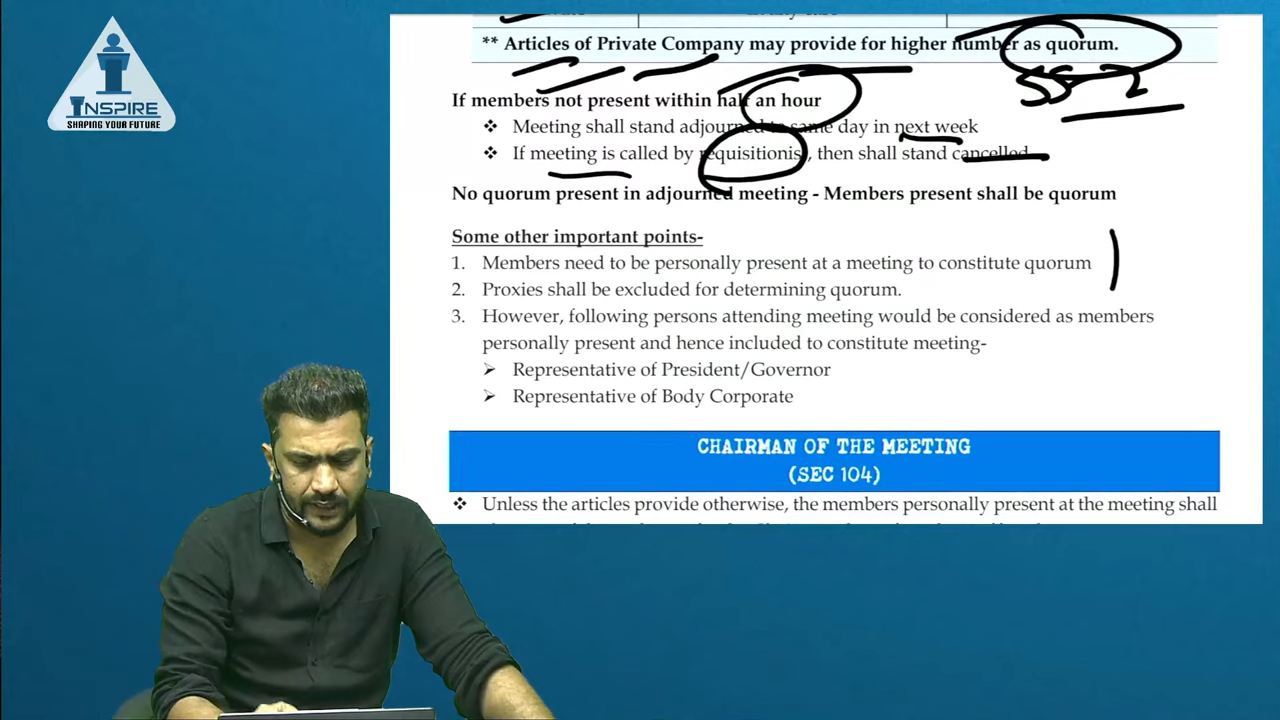 ** Articles of Private Company may provide for higher number as quorum.
SS-2
If members not present within half an hour
❖ Meeting shall stand adjourned to same day in next week
❖ If meeting is called by requisitionist, then shall stand cancelled
No quorum present in adjourned meeting - Members present shall be quorum
Some other important points-
1. Members need to be personally present at a meeting to constitute quorum
2. Proxies shall be excluded for determining quorum.
3. However, following persons attending meeting would be considered as members
personally present and hence included to constitute meeting-
➢ Representative of President/Governor
➢ Representative of Body Corporate
CHAIRMAN OF THE MEETING
(SEC 104)
❖ Unless the articles provide otherwise, the members personally present at the meeting shall
INSPIRE
SHAPING YOUR FUTURE